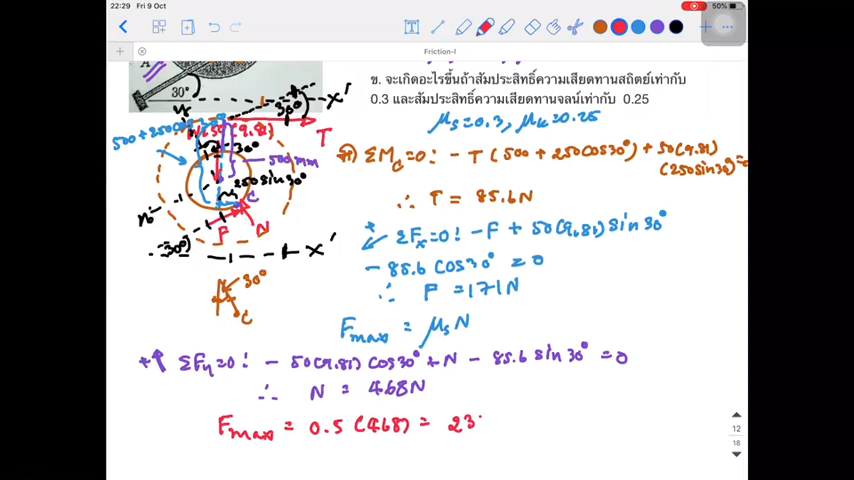 22:29 Fri 9 Oct
50%
Friction-I
A
30°
ข. จะเกิดอะไรขึ้นถ้าสัมประสิทธิ์ความเสียดทานสถิตย์เท่ากับ
0.3 และสัมประสิทธิ์ความเสียดทานจลน์เท่ากับ 0.25
μs=0.3, μk=0.25
x'
30°
T
500+250cos30°
50(9.81)
30°
500 mm
250sin30°
C
F
N
30°
x'
30°
C
ΣMc=0! - T(500+250cos30°)+50(9.81)
(250sin30°)=0
∴ T = 85.6N
+ ΣFx=0! - F + 50(9.81)sin30°
- 85.6 cos30° = 0
∴ F = 171N
Fmax = μsN
+↑ ΣFy=0! - 50(9.81)cos30°+N - 85.6 sin30° = 0
∴ N = 468N
Fmax = 0.5(468) = 23
12
18